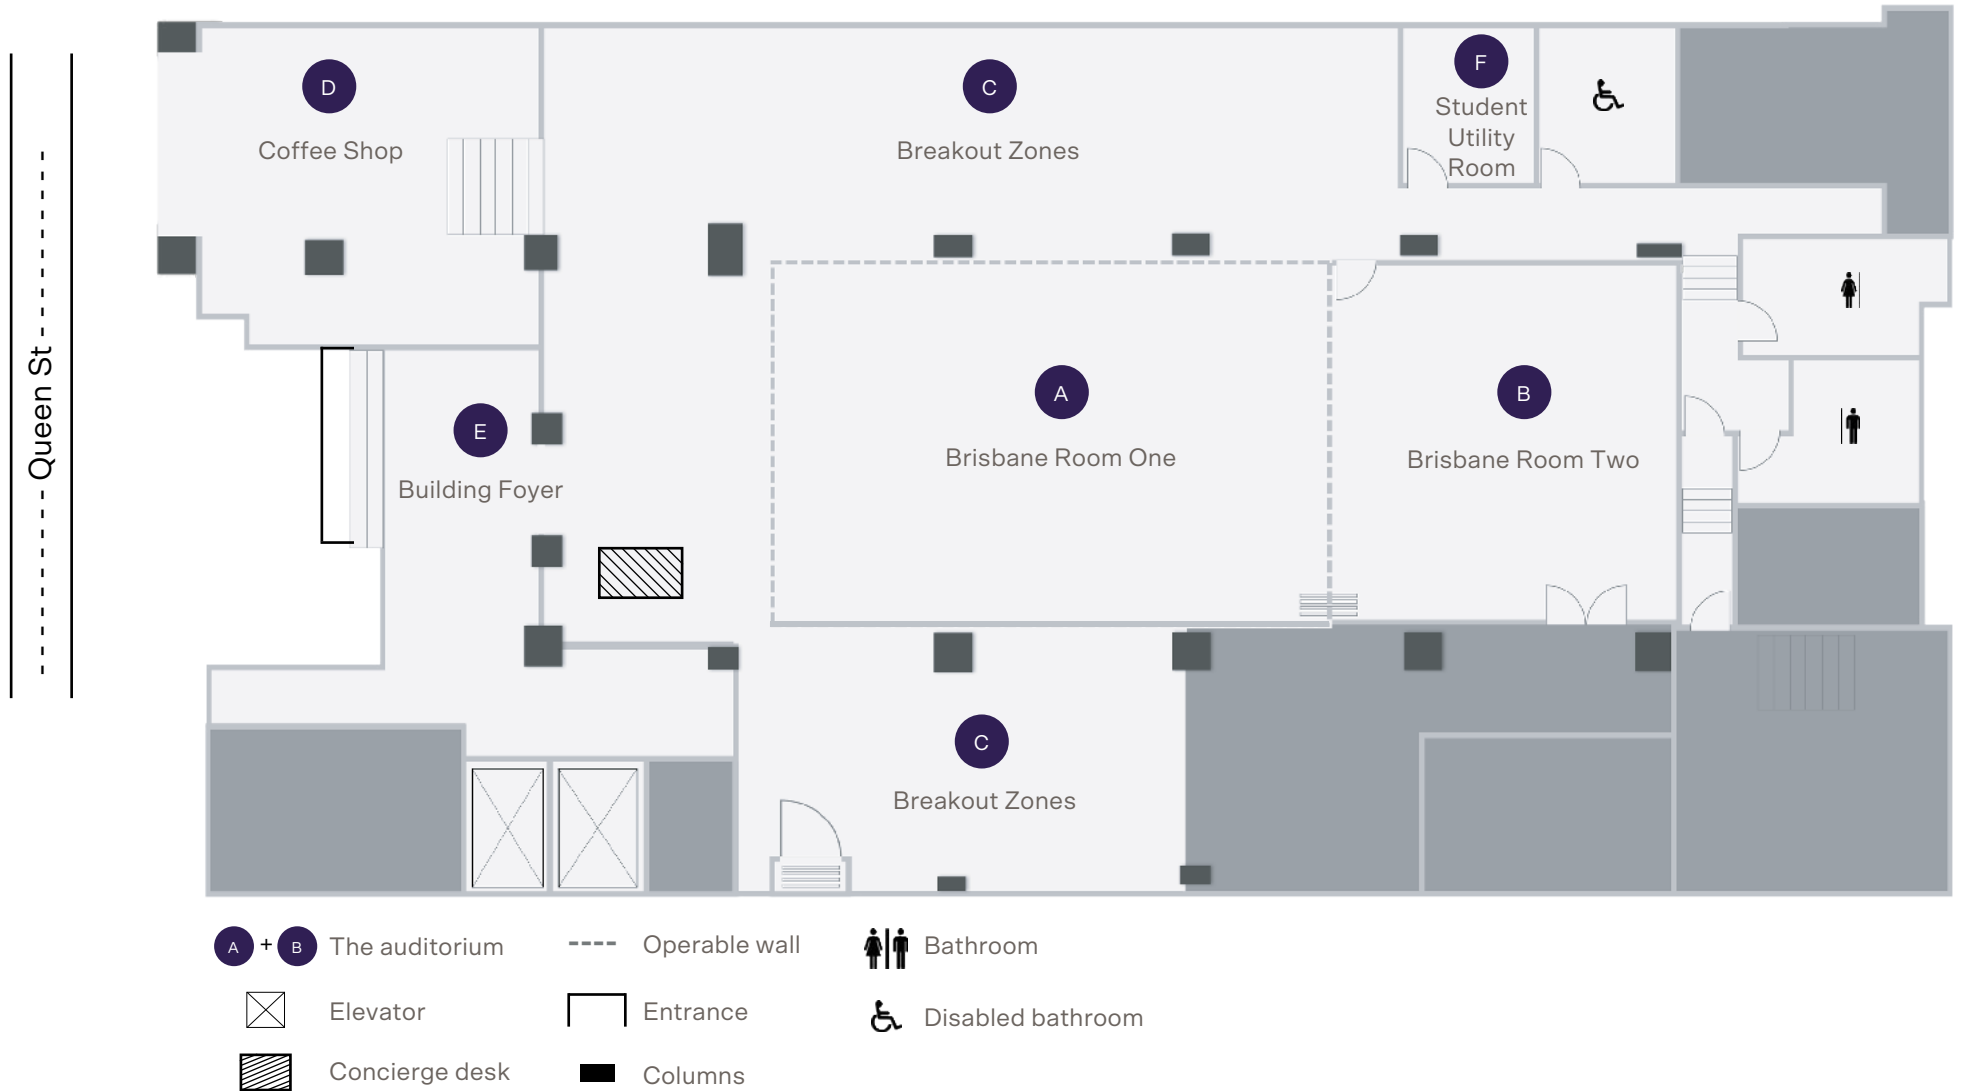 D
C
F
Coffee Shop
Breakout Zones
Student
Utility
Room
Queen St
A
B
E
Brisbane Room One
Brisbane Room Two
Building Foyer
C
Breakout Zones
A + B The auditorium
Operable wall
Bathroom
Elevator
Entrance
Disabled bathroom
Concierge desk
Columns